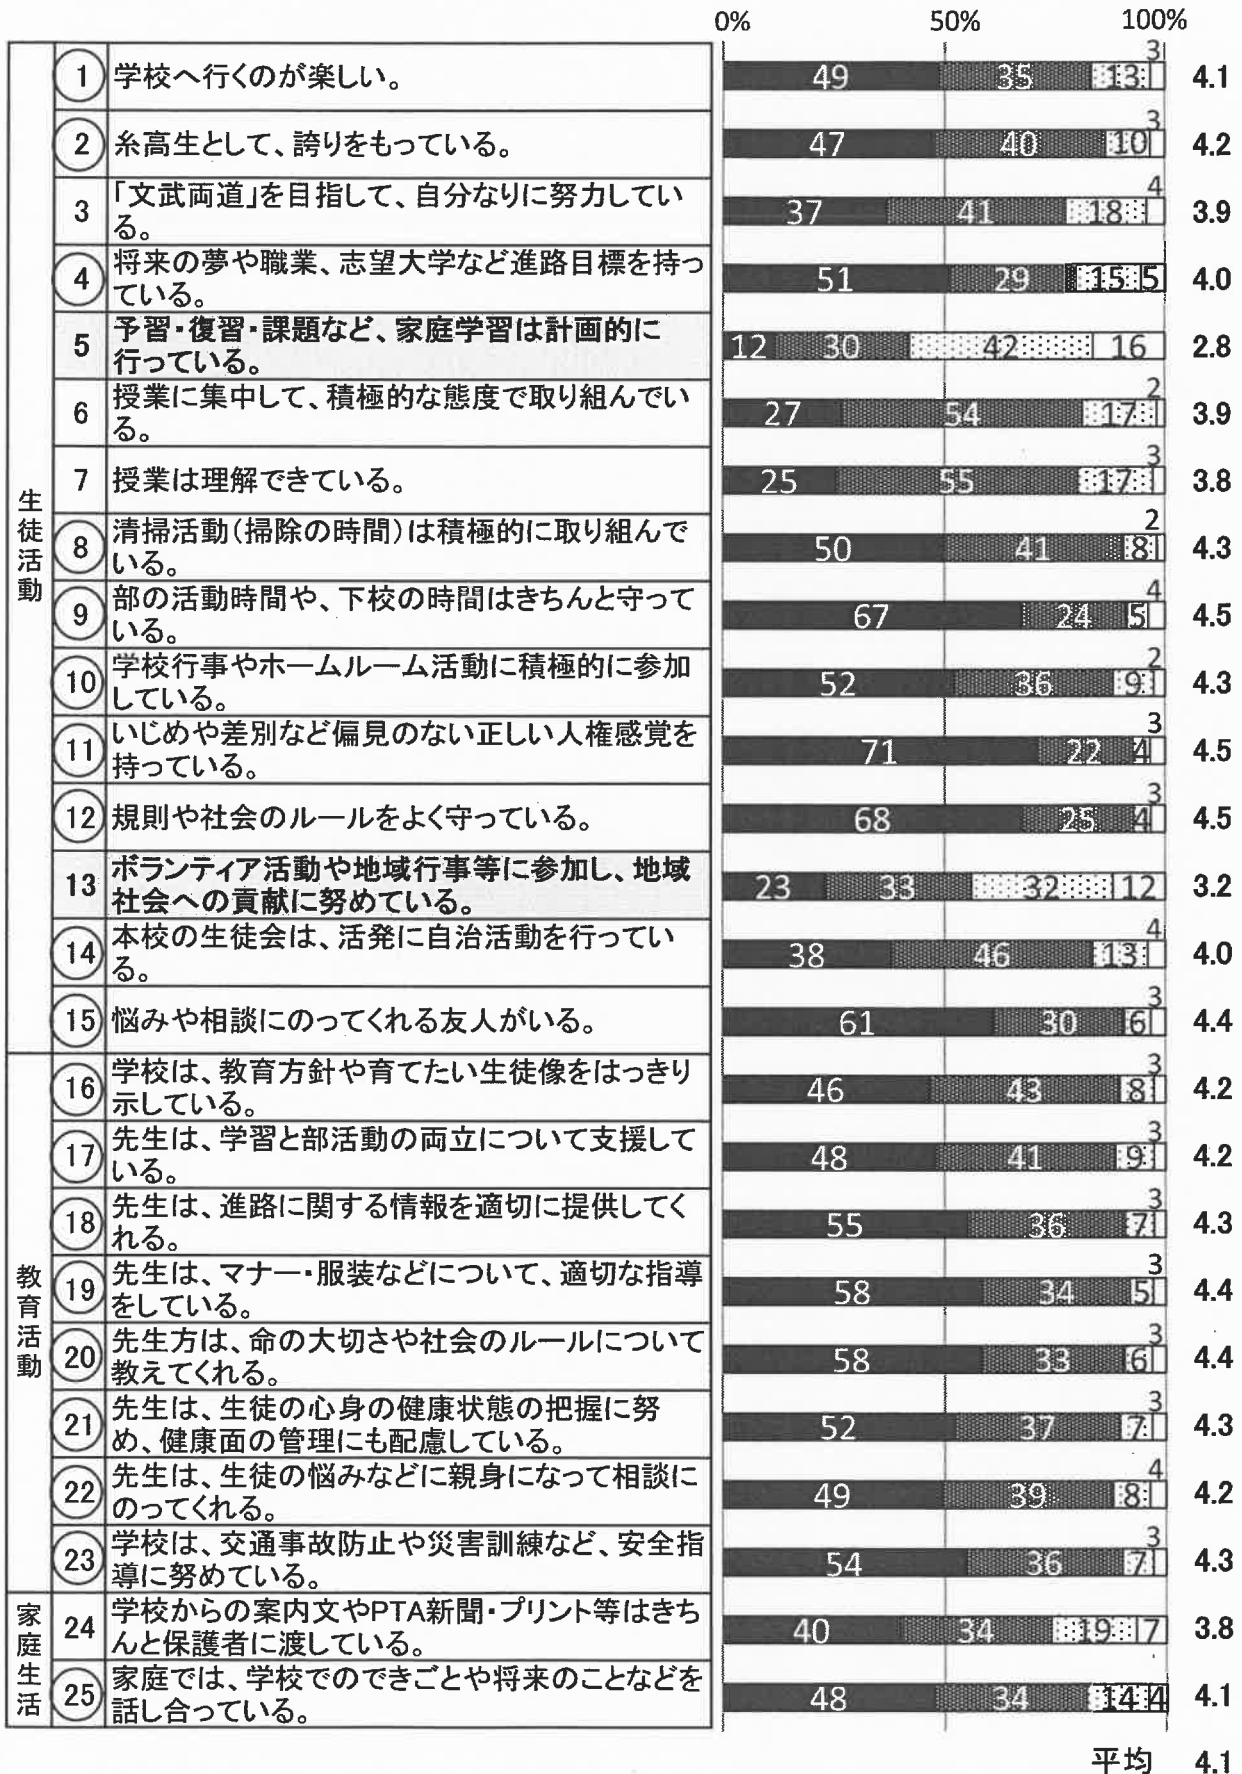 0% 50% 100%
生徒活動
1 学校へ行くのが楽しい。 49 35 13 3 4.1
2 糸高生として、誇りをもっている。 47 40 10 3 4.2
3 「文武両道」を目指して、自分なりに努力してい
る。 37 41 18 4 3.9
4 将来の夢や職業、志望大学など進路目標を持っ
ている。 51 29 15 5 4.0
5 予習・復習・課題など、家庭学習は計画的に
行っている。 12 30 42 16 2.8
6 授業に集中して、積極的な態度で取り組んでい
る。 27 54 17 2 3.9
7 授業は理解できている。 25 55 17 3 3.8
8 清掃活動(掃除の時間)は積極的に取り組んで
いる。 50 41 8 2 4.3
9 部の活動時間や、下校の時間はきちんと守って
いる。 67 24 5 4 4.5
10 学校行事やホームルーム活動に積極的に参加
している。 52 36 9 2 4.3
11 いじめや差別など偏見のない正しい人権感覚を
持っている。 71 22 4 3 4.5
12 規則や社会のルールをよく守っている。 68 25 4 3 4.5
13 ボランティア活動や地域行事等に参加し、地域
社会への貢献に努めている。 23 33 32 12 3.2
14 本校の生徒会は、活発に自治活動を行ってい
る。 38 46 13 4 4.0
15 悩みや相談にのってくれる友人がいる。 61 30 6 3 4.4
教育活動
16 学校は、教育方針や育てたい生徒像をはっきり
示している。 46 43 8 3 4.2
17 先生は、学習と部活動の両立について支援して
いる。 48 41 9 3 4.2
18 先生は、進路に関する情報を適切に提供してく
れる。 55 36 7 3 4.3
19 先生は、マナー・服装などについて、適切な指導
をしている。 58 34 5 3 4.4
20 先生方は、命の大切さや社会のルールについて
教えてくれる。 58 33 6 3 4.4
21 先生は、生徒の心身の健康状態の把握に努
め、健康面の管理にも配慮している。 52 37 7 3 4.3
22 先生は、生徒の悩みなどに親身になって相談に
のってくれる。 49 39 8 4 4.2
23 学校は、交通事故防止や災害訓練など、安全指
導に努めている。 54 36 7 3 4.3
家庭生活
24 学校からの案内文やPTA新聞・プリント等はきち
んと保護者に渡している。 40 34 19 7 3.8
25 家庭では、学校でのできごとや将来のことなどを
話し合っている。 48 34 14 4 4.1
平均 4.1